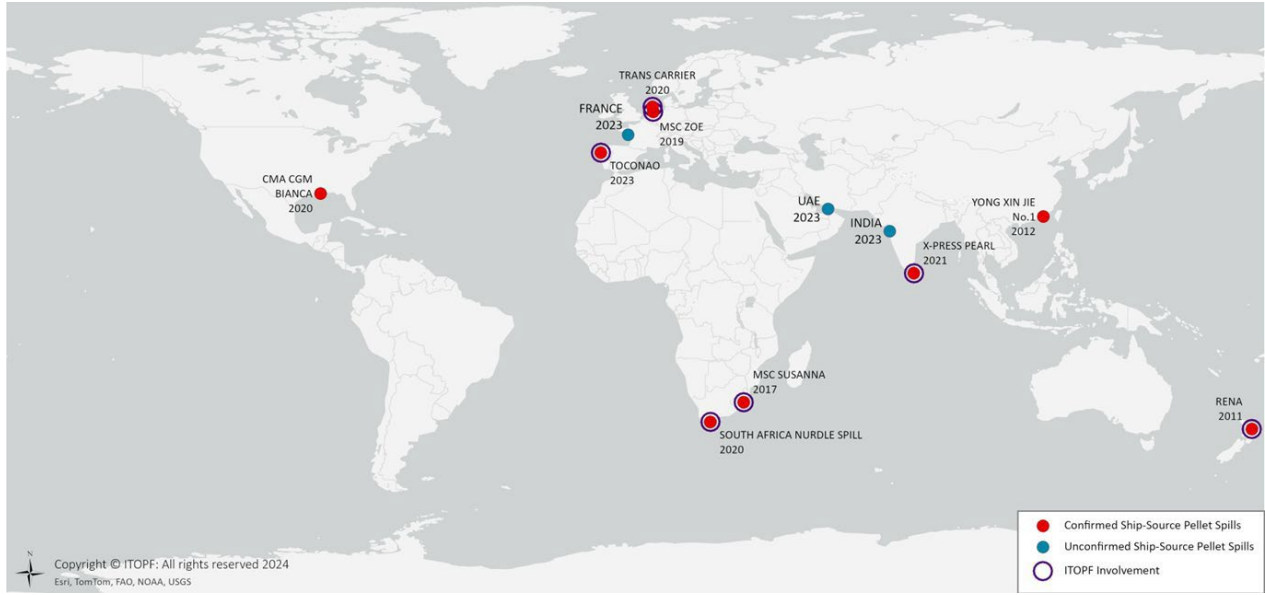 TRANS CARRIER
2020
FRANCE
2023
MSC ZOE
2019
TOCONAO
2023
CMA CGM
BIANCA
2020
UAE
2023
INDIA
2023
YONG XIN JIE
No.1
2012
X-PRESS PEARL
2021
MSC SUSANNA
2017
SOUTH AFRICA NURDLE SPILL
2020
RENA
2011
Confirmed Ship-Source Pellet Spills
Unconfirmed Ship-Source Pellet Spills
ITOPF Involvement
N
Copyright © ITOPF: All rights reserved 2024
Esri, TomTom, FAO, NOAA, USGS